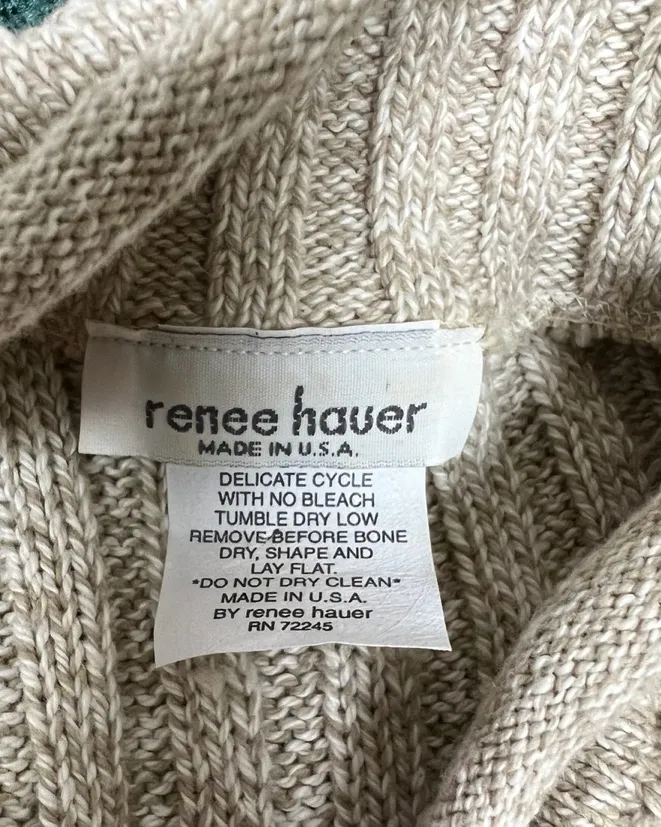 renee hauer
MADE IN U.S.A.
DELICATE CYCLE
WITH NO BLEACH
TUMBLE DRY LOW
REMOVE BEFORE BONE
DRY, SHAPE AND
LAY FLAT.
*DO NOT DRY CLEAN*
MADE IN U.S.A.
BY renee hauer
RN 72245